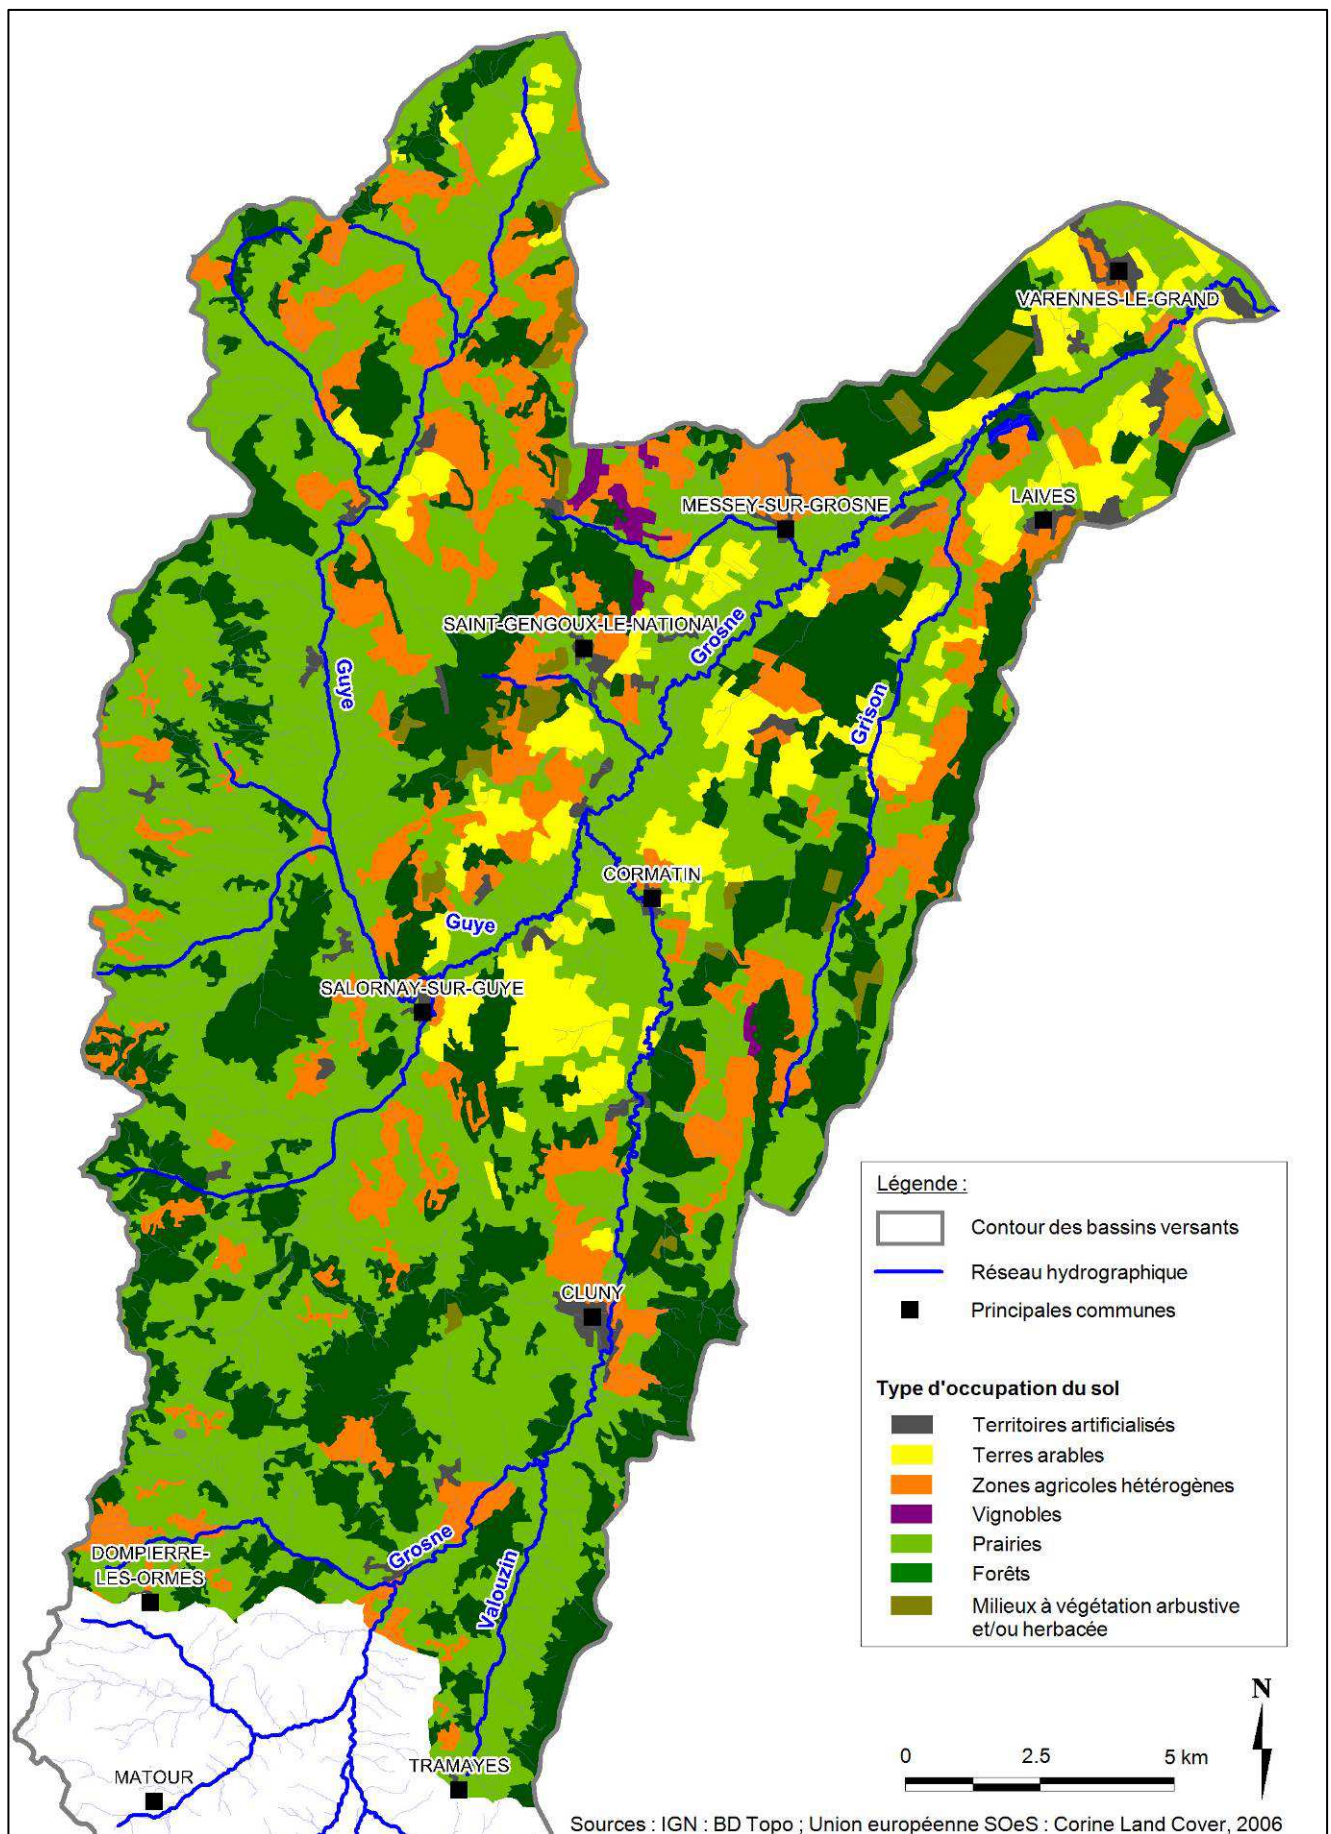 VARENNES-LE-GRAND
MESSEY-SUR-GROSNE
LAIVES
SAINT-GENGOUX-LE-NATIONAL
Grosne
Guye
Grison
CORMATIN
Guye
SALORNAY-SUR-GUYE
CLUNY
Grosne
Valouzin
DOMPIERRE-
LES-ORMES
MATOUR
TRAMAYES
Légende :
Contour des bassins versants
Réseau hydrographique
Principales communes
Type d'occupation du sol
Territoires artificialisés
Terres arables
Zones agricoles hétérogènes
Vignobles
Prairies
Forêts
Milieux à végétation arbustive
et/ou herbacée
N
0 2.5 5 km
Sources : IGN : BD Topo ; Union européenne SOeS : Corine Land Cover, 2006